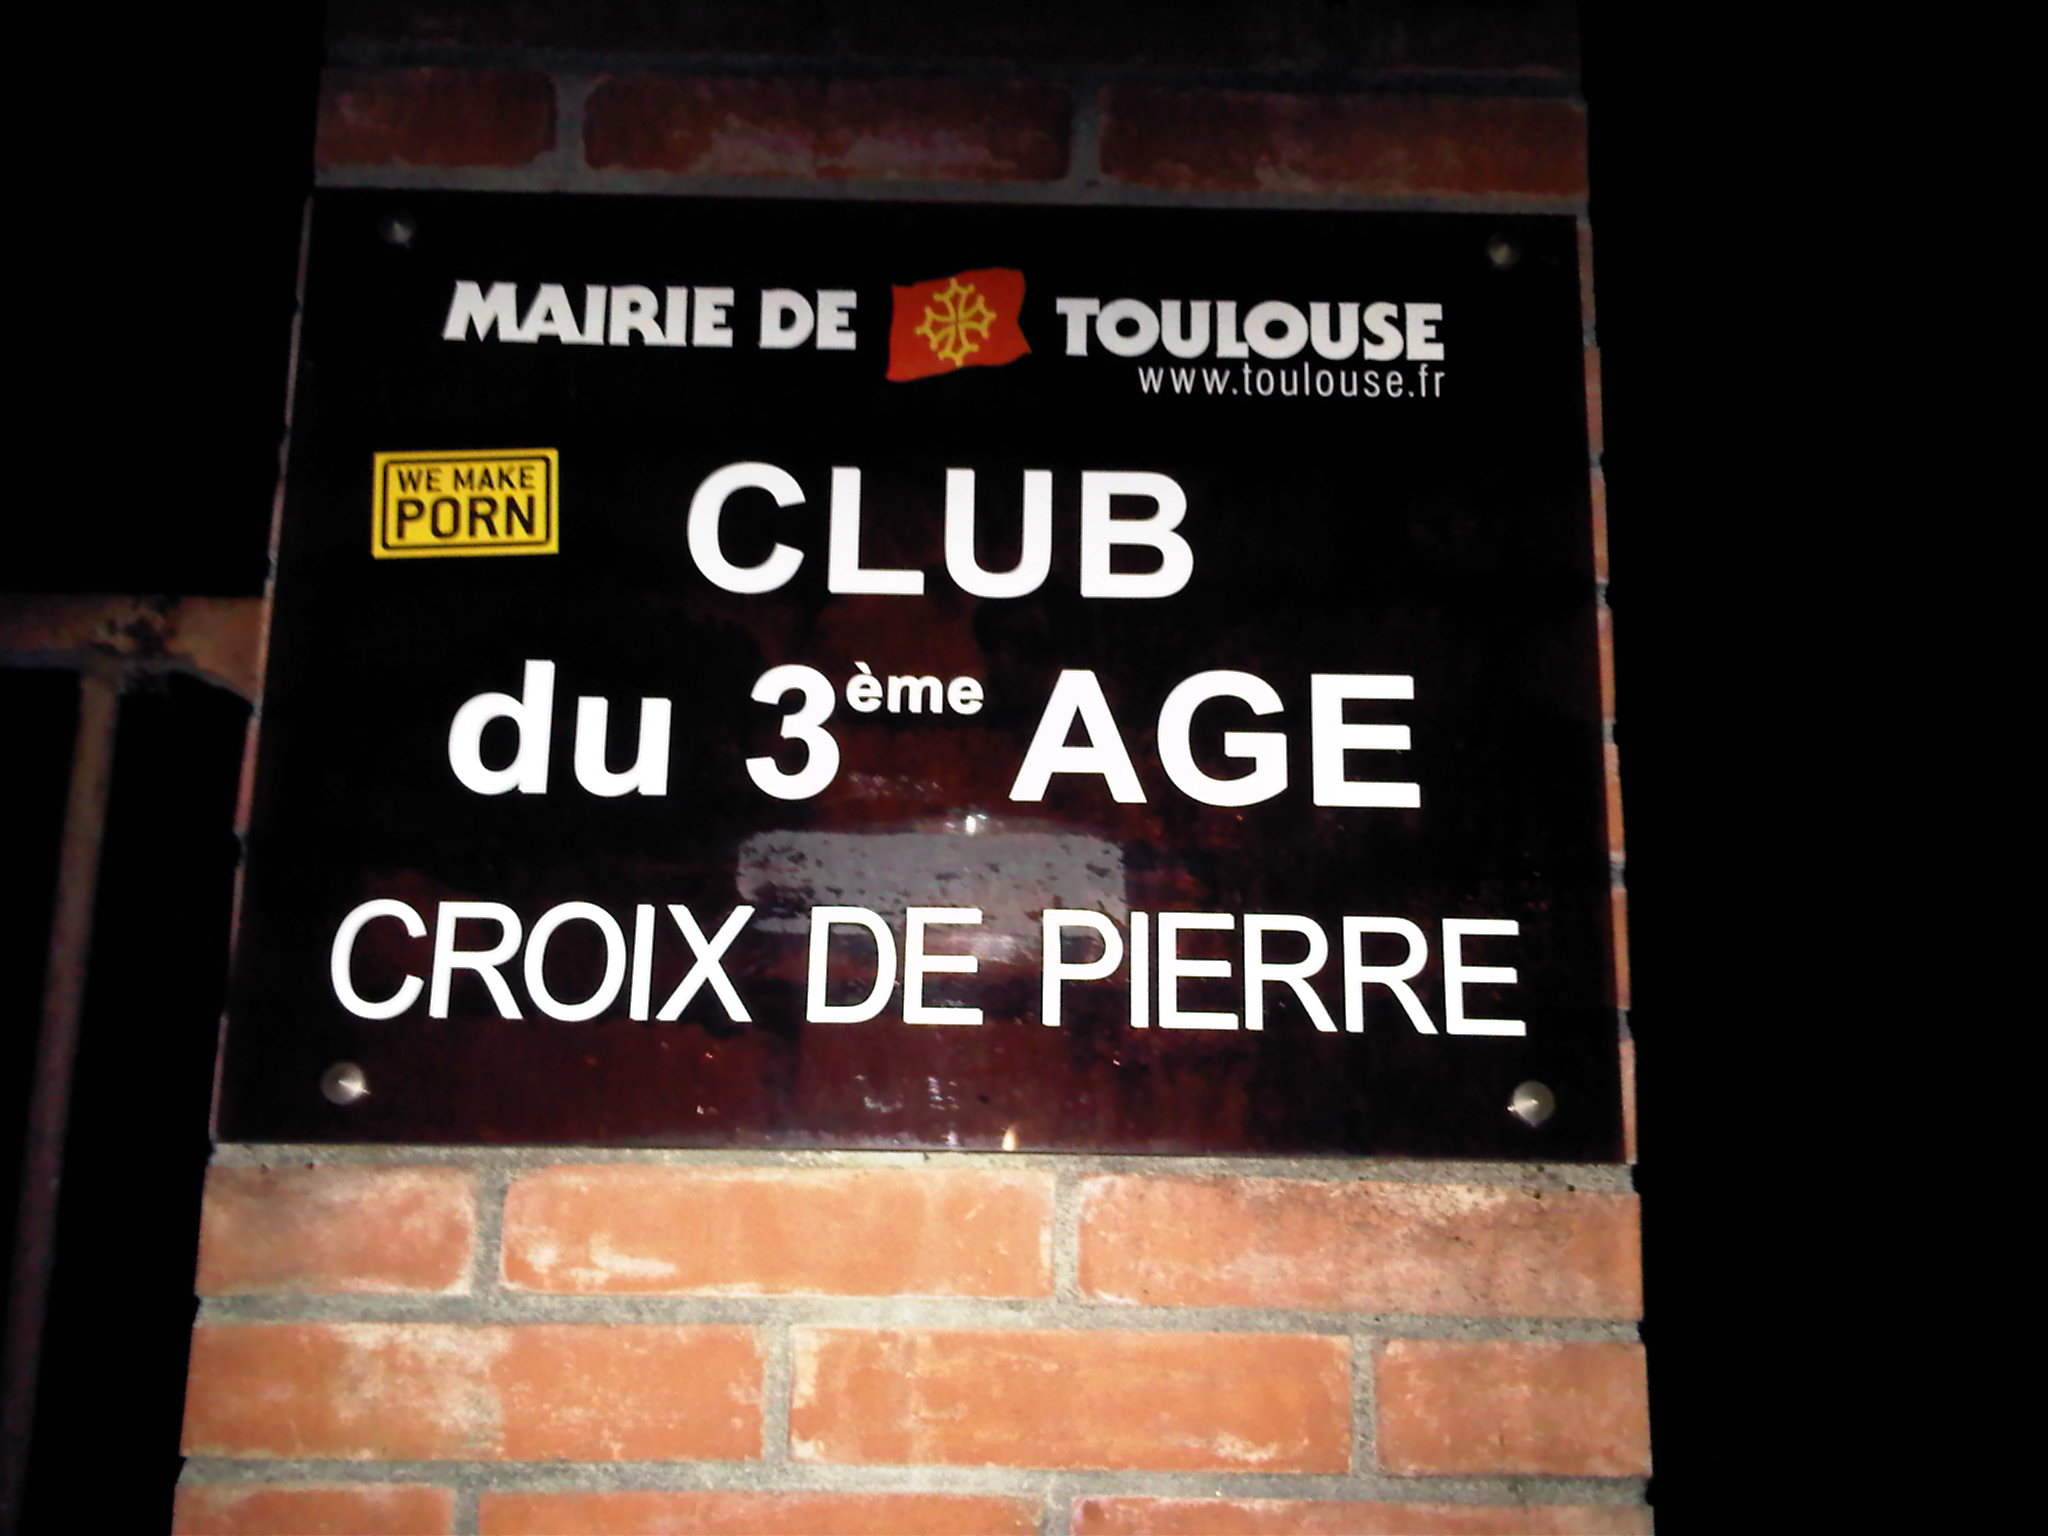 MAIRIE DE TOULOUSE
www.toulouse.fr
WE MAKE
PORN
CLUB
du 3ème AGE
CROIX DE PIERRE